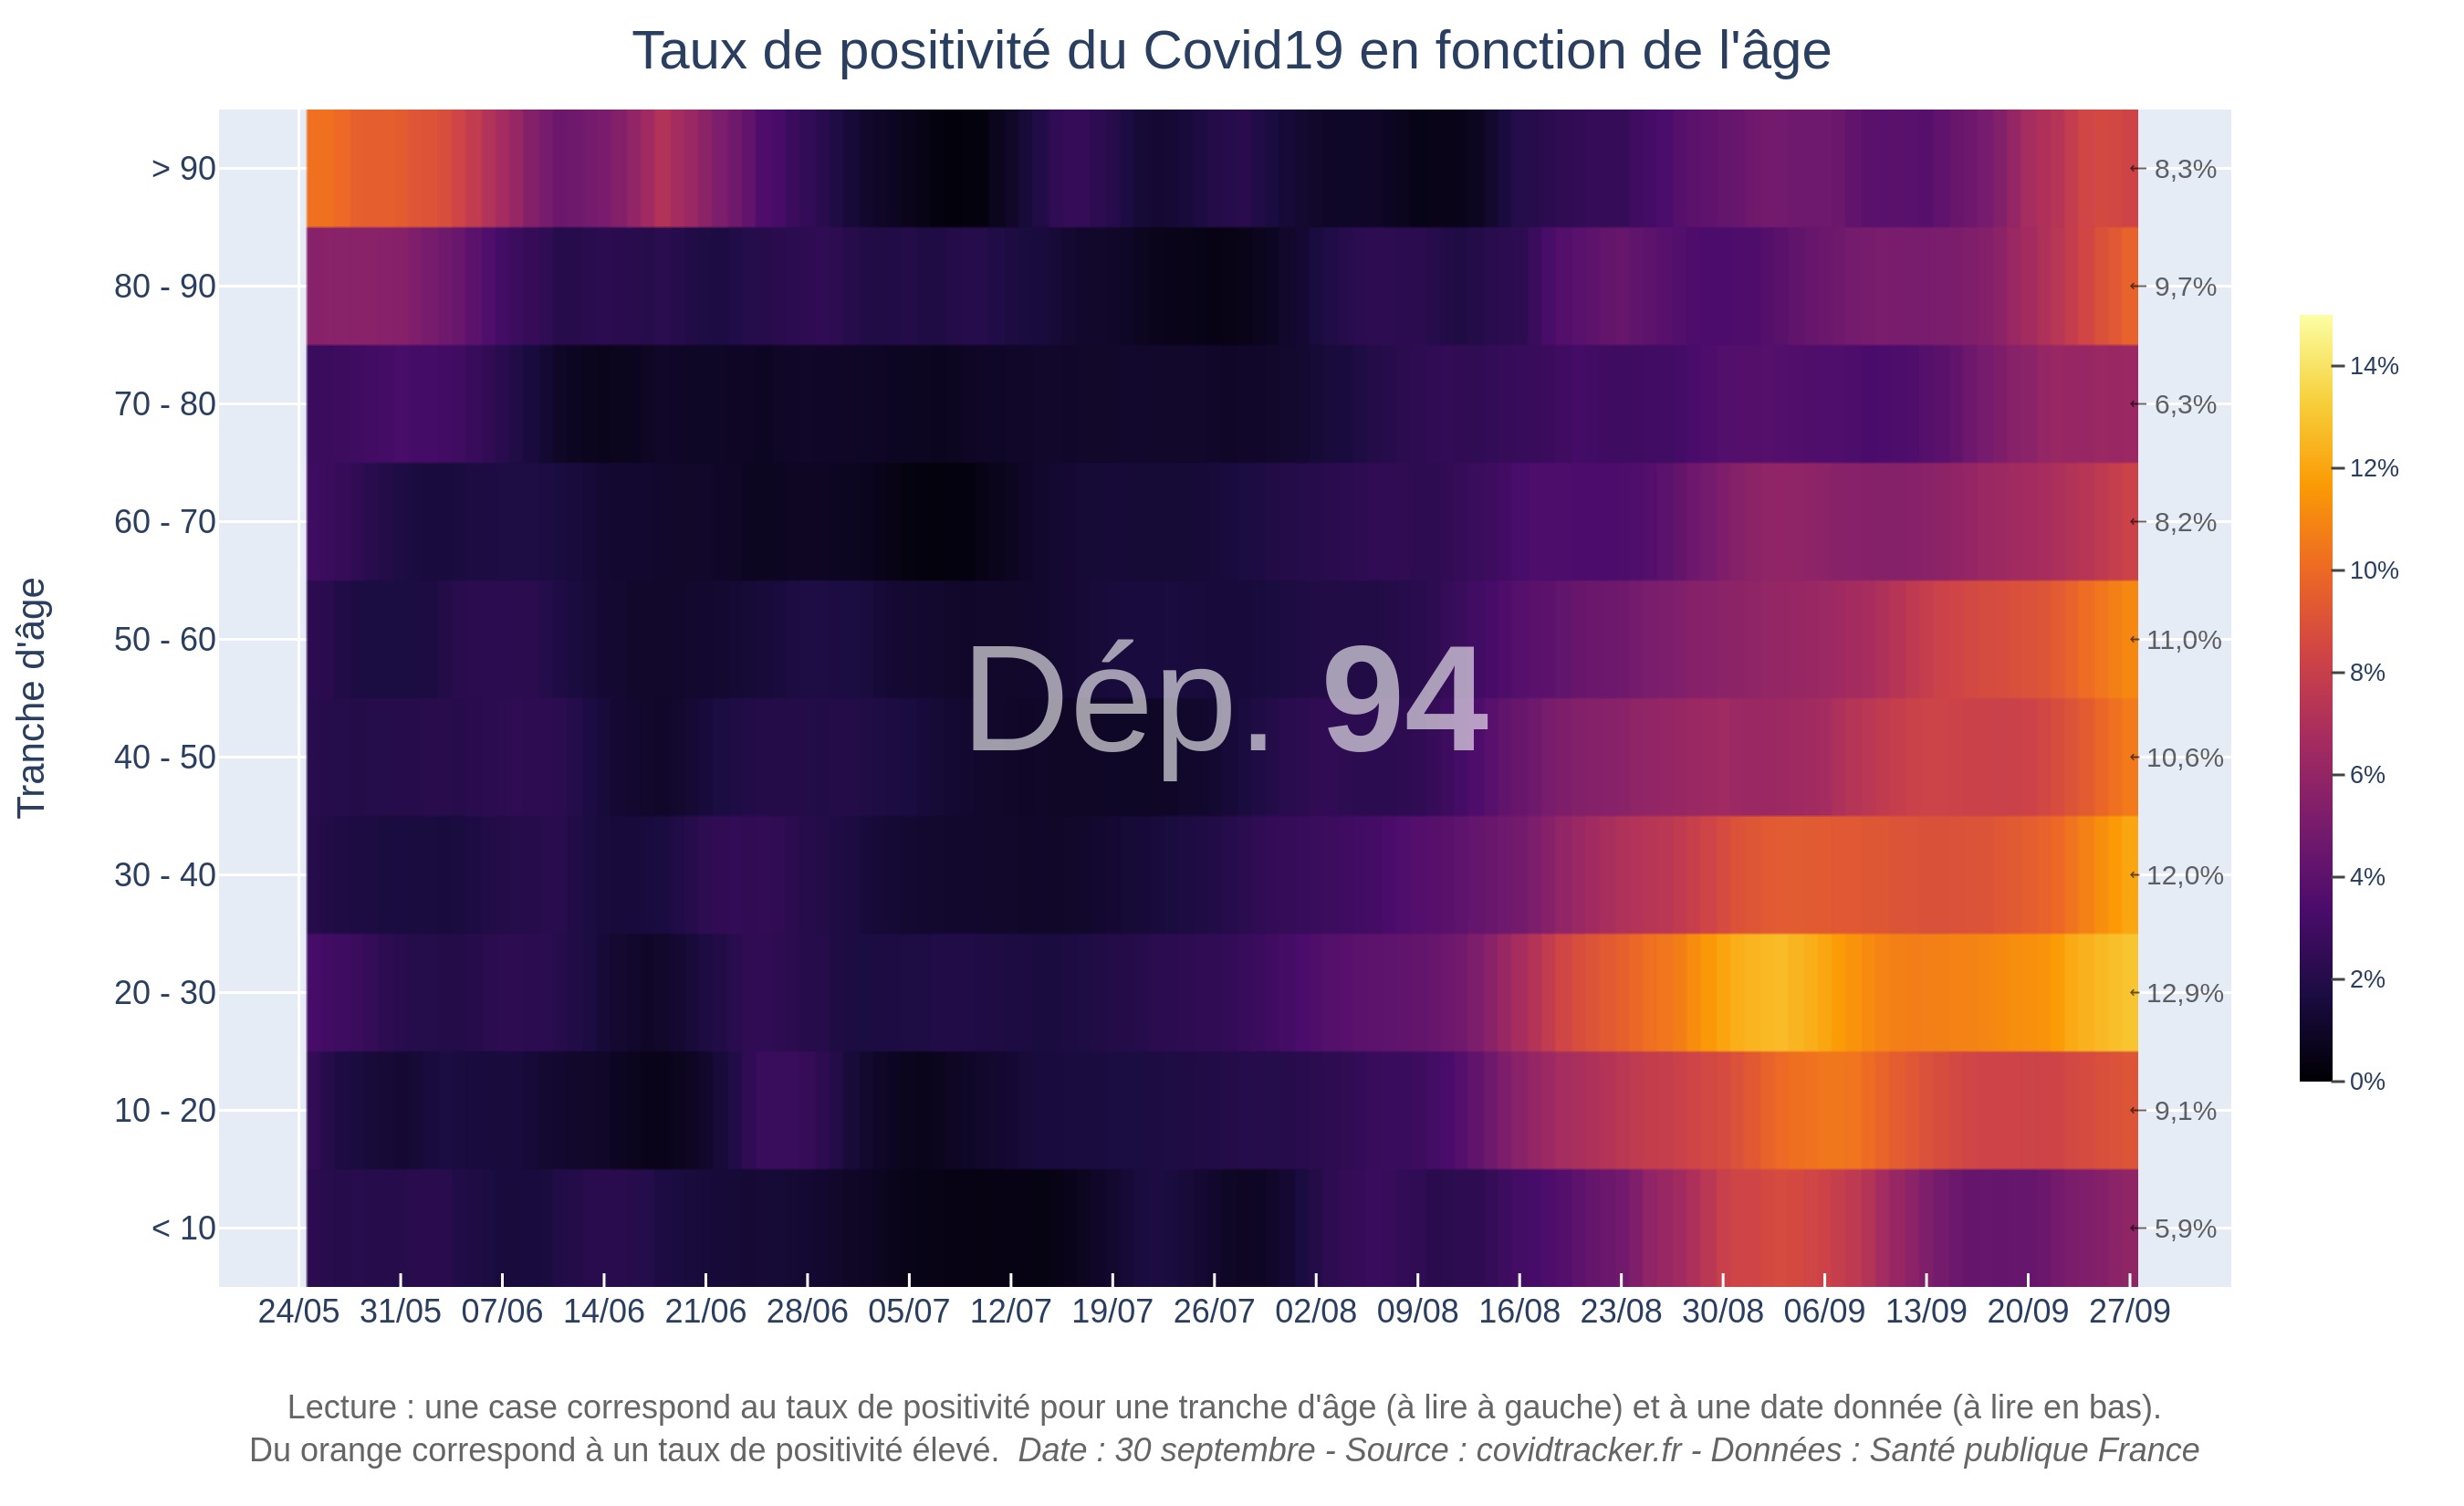 Taux de positivité du Covid19 en fonction de l'âge
Tranche d'âge
> 90
80 - 90
70 - 80
60 - 70
50 - 60
40 - 50
30 - 40
20 - 30
10 - 20
< 10
Dép. 94
8,3%
9,7%
6,3%
8,2%
11,0%
10,6%
12,0%
12,9%
9,1%
5,9%
14%
12%
10%
8%
6%
4%
2%
0%
24/05 31/05 07/06 14/06 21/06 28/06 05/07 12/07 19/07 26/07 02/08 09/08 16/08 23/08 30/08 06/09 13/09 20/09 27/09
Lecture : une case correspond au taux de positivité pour une tranche d'âge (à lire à gauche) et à une date donnée (à lire en bas).
Du orange correspond à un taux de positivité élevé. Date : 30 septembre - Source : covidtracker.fr - Données : Santé publique France